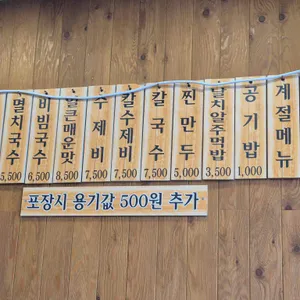 멸치국수 5,500
비빔국수 6,500
얼큰매운맛 8,500
수제비 7,500
칼수제비 7,500
칼국수
찐만두 5,000
멸치알주먹밥 3,500
공기밥 1,000
계절메뉴
포장시 용기값 500원 추가